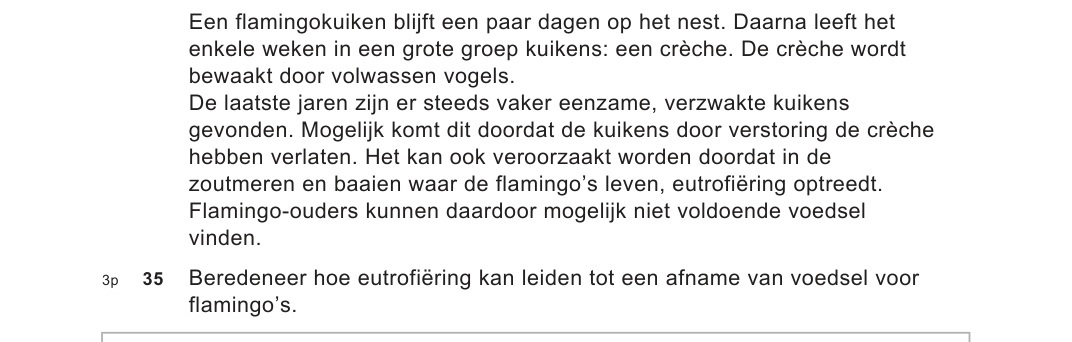 Een flamingokuiken blijft een paar dagen op het nest. Daarna leeft het
enkele weken in een grote groep kuikens: een crèche. De crèche wordt
bewaakt door volwassen vogels.
De laatste jaren zijn er steeds vaker eenzame, verzwakte kuikens
gevonden. Mogelijk komt dit doordat de kuikens door verstoring de crèche
hebben verlaten. Het kan ook veroorzaakt worden doordat in de
zoutmeren en baaien waar de flamingo’s leven, eutrofiëring optreedt.
Flamingo-ouders kunnen daardoor mogelijk niet voldoende voedsel
vinden.
3p 35 Beredeneer hoe eutrofiëring kan leiden tot een afname van voedsel voor
flamingo’s.